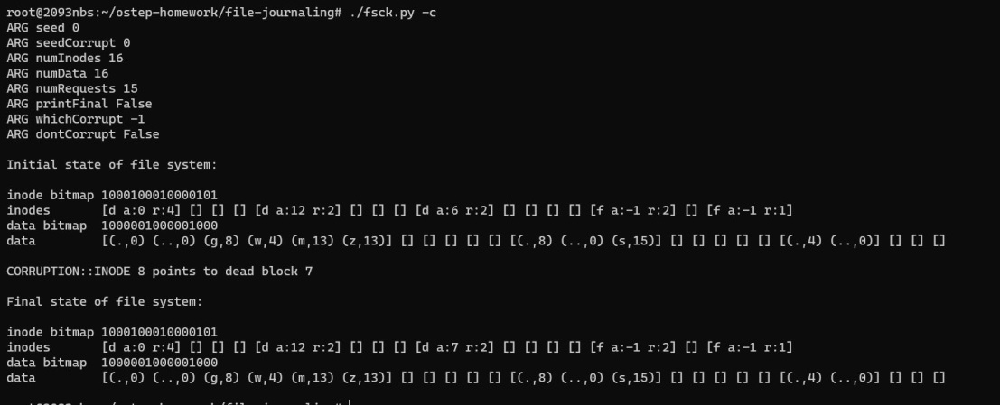 root@2093nbs:~/ostep-homework/file-journaling# ./fsck.py -c
ARG seed 0
ARG seedCorrupt 0
ARG numInodes 16
ARG numData 16
ARG numRequests 15
ARG printFinal False
ARG whichCorrupt -1
ARG dontCorrupt False
Initial state of file system:
inode bitmap 1000100010000101
inodes [d a:0 r:4] [] [] [] [d a:12 r:2] [] [] [] [d a:6 r:2] [] [] [] [] [f a:-1 r:2] [] [f a:-1 r:1]
data bitmap 1000001000001000
data [(.,0) (..,0) (g,8) (w,4) (m,13) (z,13)] [] [] [] [] [] [(.,8) (..,0) (s,15)] [] [] [] [] [] [(.,4) (..,0)] [] [] []
CORRUPTION::INODE 8 points to dead block 7
Final state of file system:
inode bitmap 1000100010000101
inodes [d a:0 r:4] [] [] [] [d a:12 r:2] [] [] [] [d a:7 r:2] [] [] [] [] [f a:-1 r:2] [] [f a:-1 r:1]
data bitmap 1000001000001000
data [(.,0) (..,0) (g,8) (w,4) (m,13) (z,13)] [] [] [] [] [] [(.,8) (..,0) (s,15)] [] [] [] [] [] [(.,4) (..,0)] [] [] []